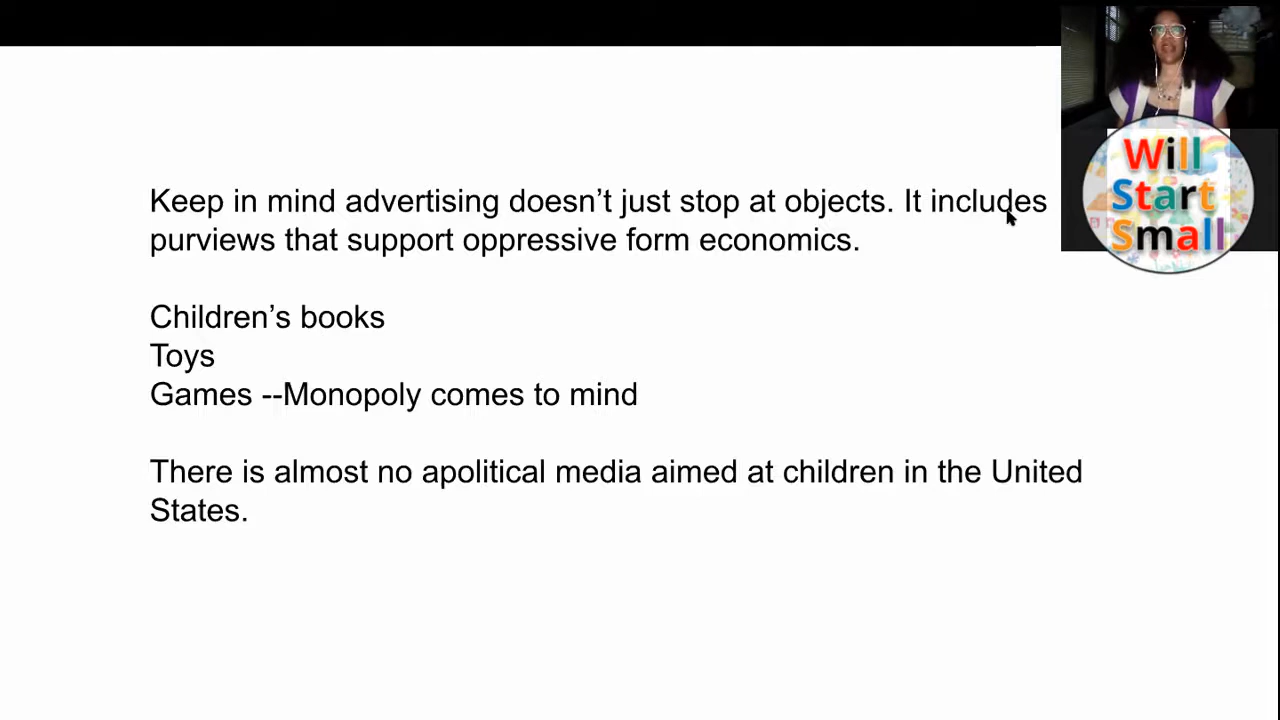 Keep in mind advertising doesn’t just stop at objects. It includes
purviews that support oppressive form economics.
Children’s books
Toys
Games --Monopoly comes to mind
There is almost no apolitical media aimed at children in the United
States.
Will
Start
Small